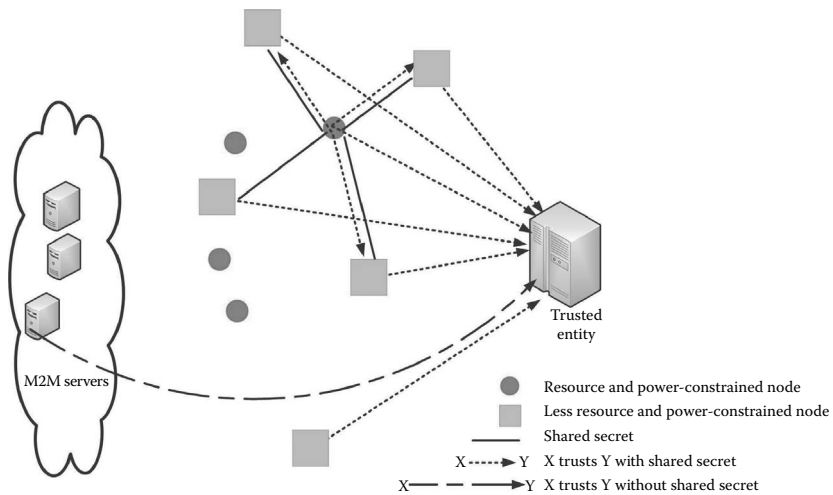 Trusted
entity
M2M servers
Resource and power-constrained node
Less resource and power-constrained node
Shared secret
X Y X trusts Y with shared secret
X Y X trusts Y without shared secret